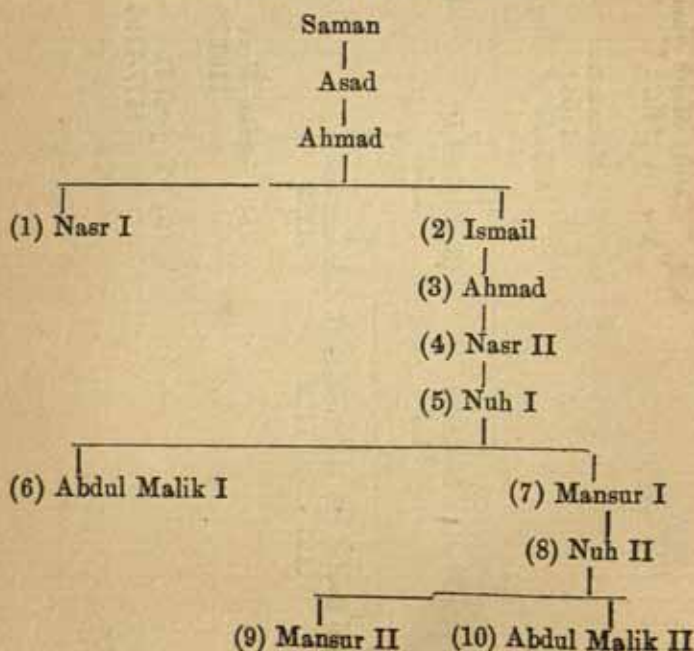 Saman
Asad
Ahmad
(1) Nasr I (2) Ismail
(3) Ahmad
(4) Nasr II
(5) Nuh I
(6) Abdul Malik I (7) Mansur I
(8) Nuh II
(9) Mansur II (10) Abdul Malik II